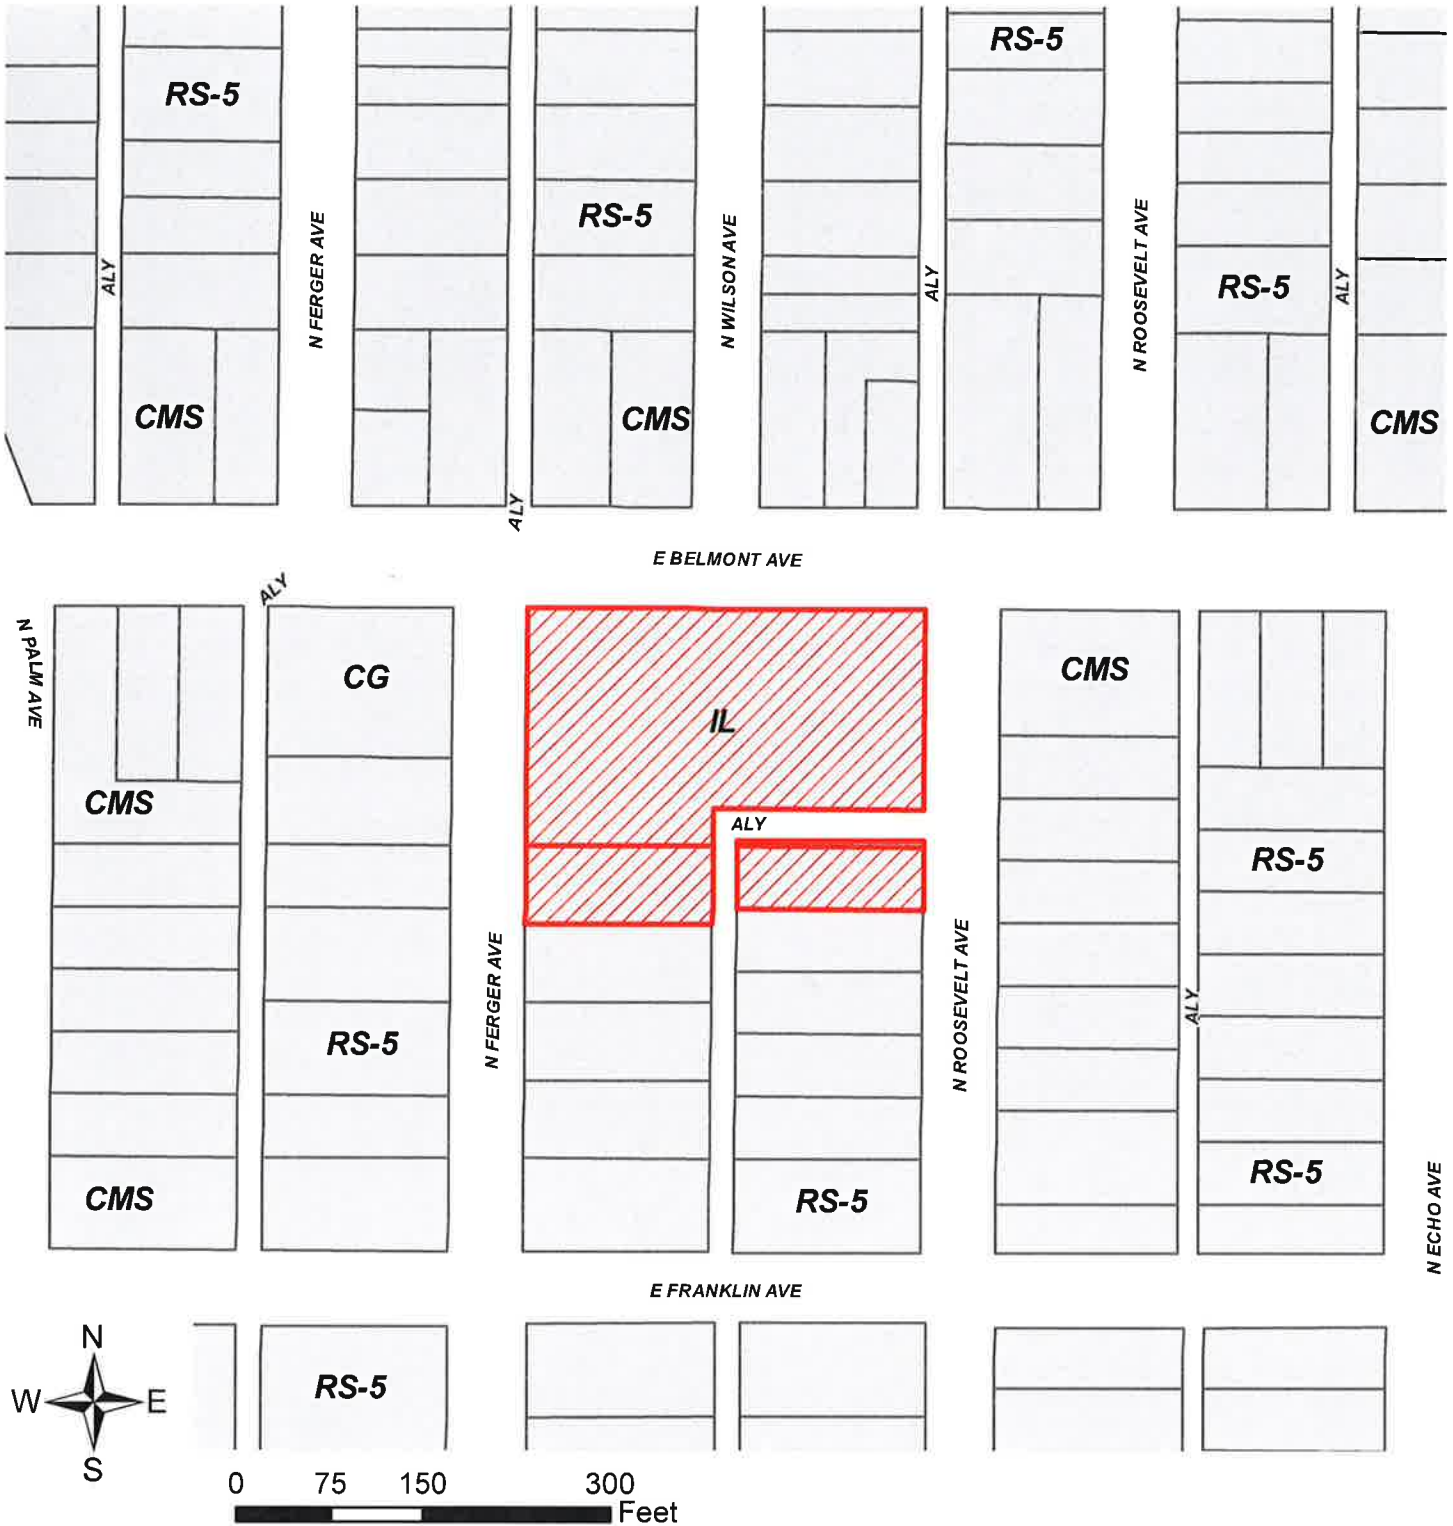 RS-5
RS-5
RS-5
RS-5
ALY
N FERGER AVE
N WILSON AVE
ALY
N ROOSEVELT AVE
ALY
CMS
CMS
CMS
ALY
E BELMONT AVE
ALY
N PALM AVE
CG
IL
CMS
CMS
ALY
RS-5
N FERGER AVE
N ROOSEVELT AVE
ALY
RS-5
RS-5
RS-5
CMS
N ECHO AVE
E FRANKLIN AVE
RS-5
N
W E
S
0 75 150 300
Feet